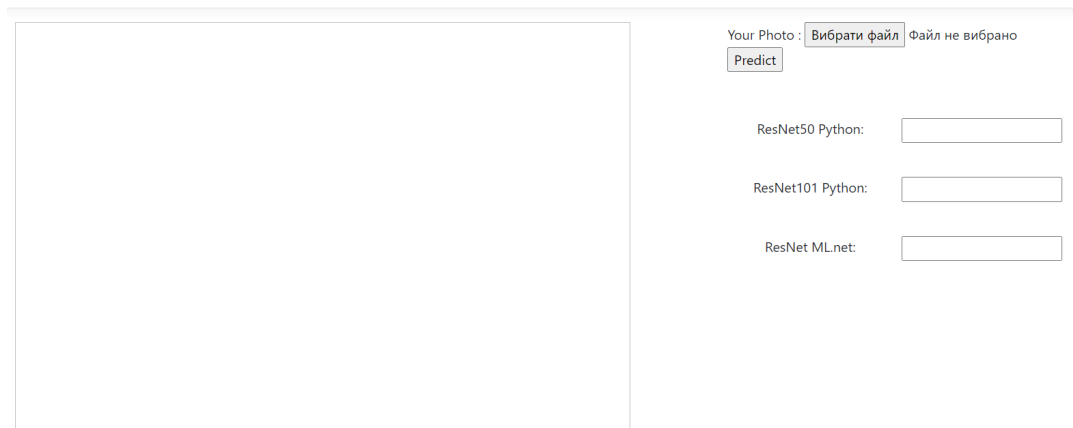 Your Photo : Вибрати файл Файл не вибрано
Predict
ResNet50 Python:
ResNet101 Python:
ResNet ML.net: